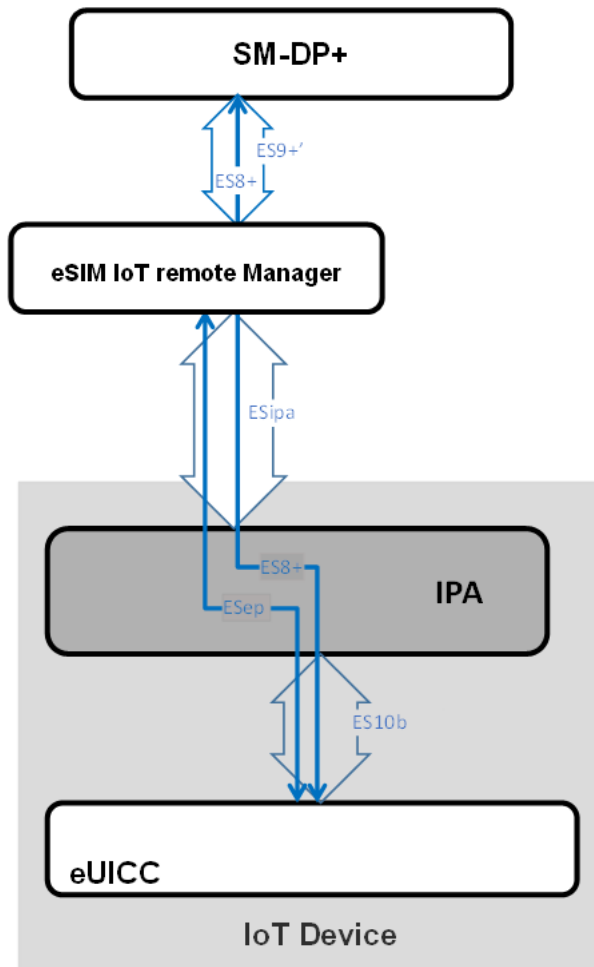 SM-DP+
ES9+’
ES8+
eSIM IoT remote Manager
ESipa
ES8+
IPA
ESep
ES10b
eUICC
IoT Device